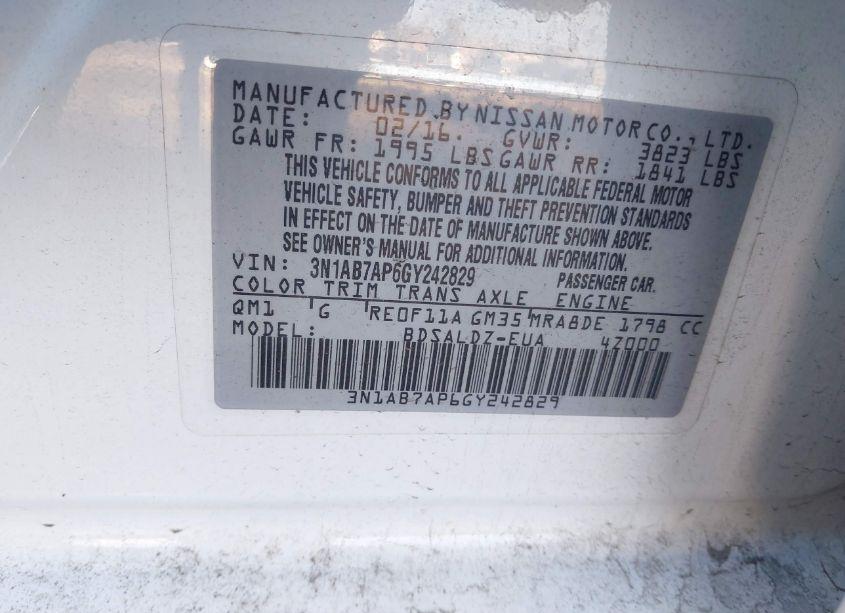 MANUFACTURED BY NISSAN MOTOR CO., LTD.
DATE: 02/16. GVWR: 3823 LBS
GAWR FR: 1995 LBS GAWR RR: 1841 LBS
THIS VEHICLE CONFORMS TO ALL APPLICABLE FEDERAL MOTOR
VEHICLE SAFETY, BUMPER AND THEFT PREVENTION STANDARDS
IN EFFECT ON THE DATE OF MANUFACTURE SHOWN ABOVE.
SEE OWNER'S MANUAL FOR ADDITIONAL INFORMATION.
VIN: 3N1AB7AP6GY242829 PASSENGER CAR.
COLOR TRIM TRANS AXLE ENGINE
QM1 G RE0F11A GM35 MRA8DE 1798 CC
MODEL: BDSALDZ-EUA 4Z000
3N1AB7AP6GY242829